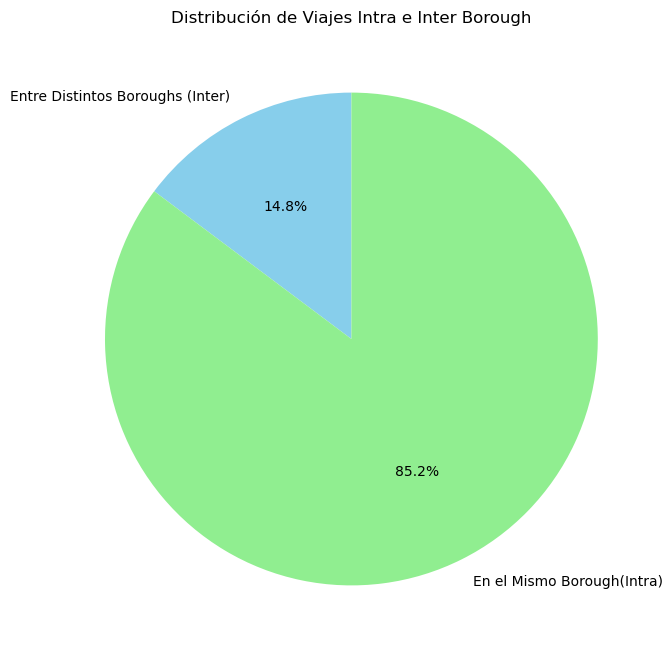 Distribución de Viajes Intra e Inter Borough
Entre Distintos Boroughs (Inter)
14.8%
85.2%
En el Mismo Borough(Intra)